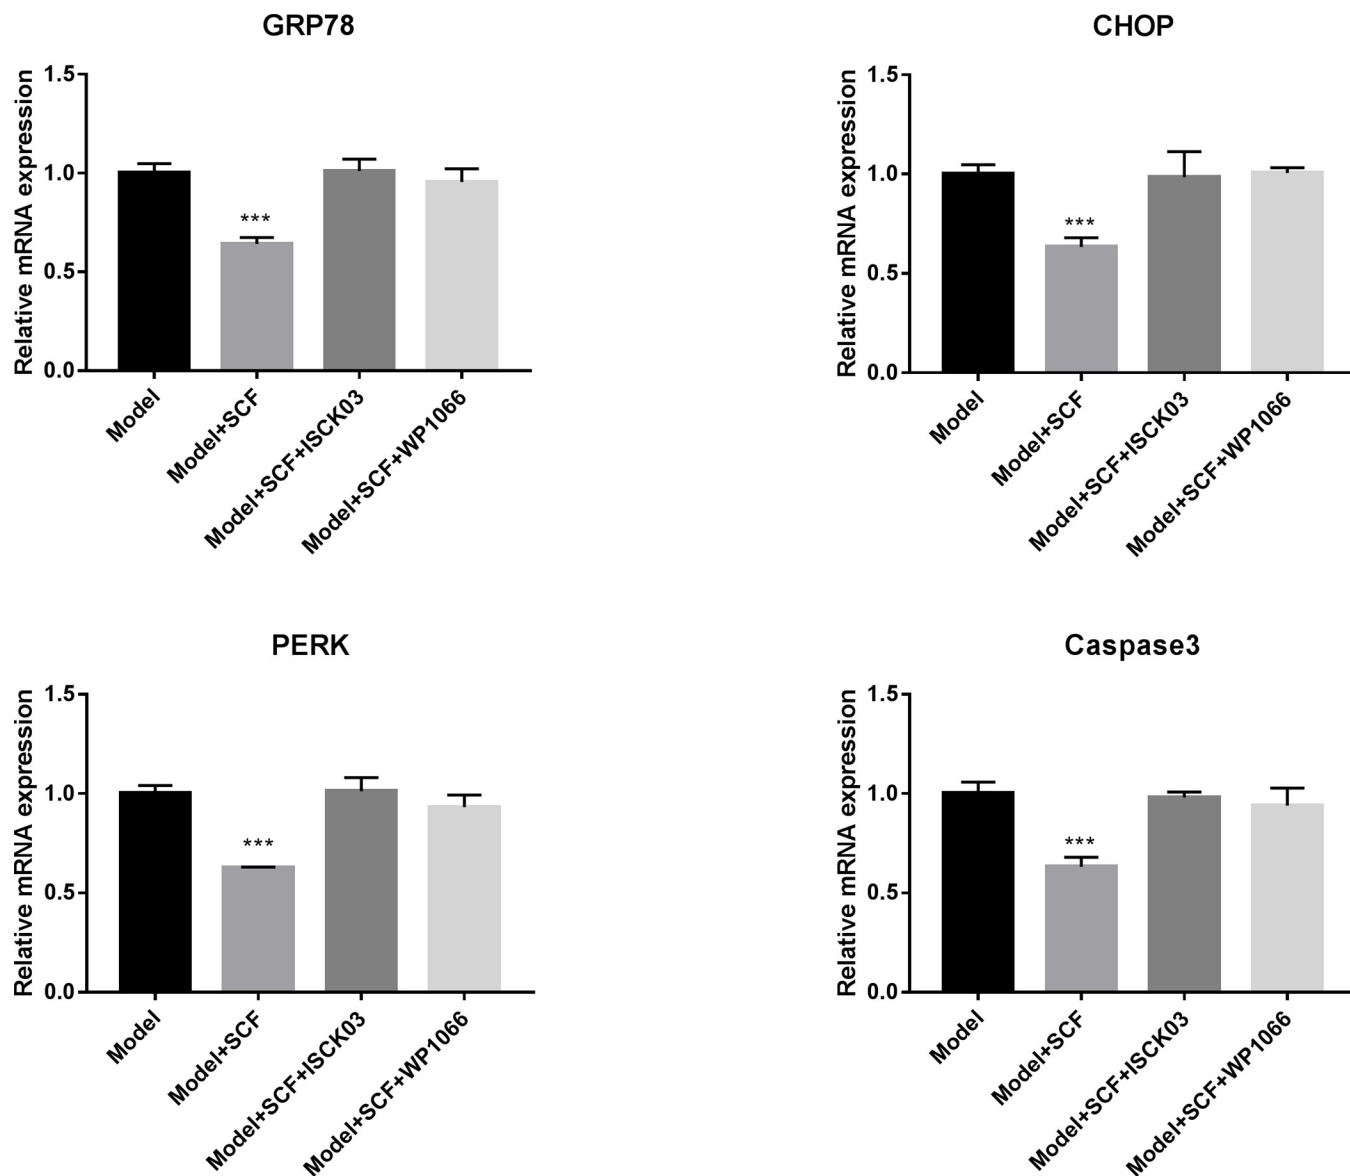 GRP78
Relative mRNA expression
1.5
1.0
0.5
0.0
***
Model
Model+SCF
Model+SCF+ISCK03
Model+SCF+WP1066
CHOP
Relative mRNA expression
1.5
1.0
0.5
0.0
***
Model
Model+SCF
Model+SCF+ISCK03
Model+SCF+WP1066
PERK
Relative mRNA expression
1.5
1.0
0.5
0.0
***
Model
Model+SCF
Model+SCF+ISCK03
Model+SCF+WP1066
Caspase3
Relative mRNA expression
1.5
1.0
0.5
0.0
***
Model
Model+SCF
Model+SCF+ISCK03
Model+SCF+WP1066